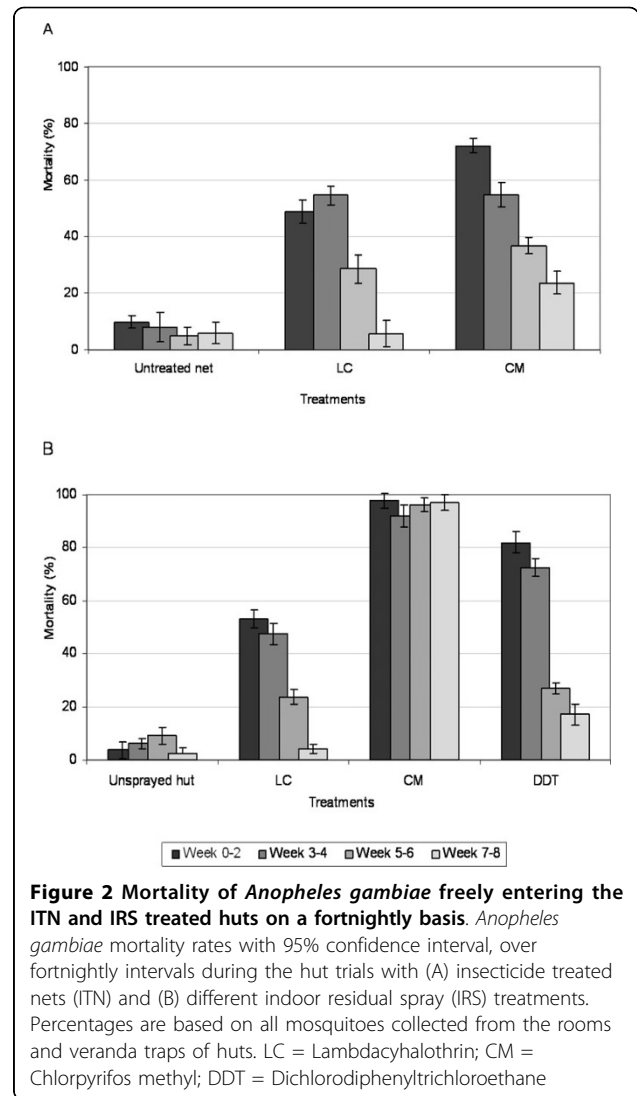 A
100
80
60
40
20
0
Mortality (%)
Untreated net LC CM
Treatments
B
100
80
60
40
20
0
Mortality (%)
Unsprayed hut LC CM DDT
Treatments
Week 0-2 Week 3-4 Week 5-6 Week 7-8
Figure 2 Mortality of Anopheles gambiae freely entering the
ITN and IRS treated huts on a fortnightly basis. Anopheles
gambiae mortality rates with 95% confidence interval, over
fortnightly intervals during the hut trials with (A) insecticide treated
nets (ITN) and (B) different indoor residual spray (IRS) treatments.
Percentages are based on all mosquitoes collected from the rooms
and veranda traps of huts. LC = Lambdacyhalothrin; CM =
Chlorpyrifos methyl; DDT = Dichlorodiphenyltrichloroethane